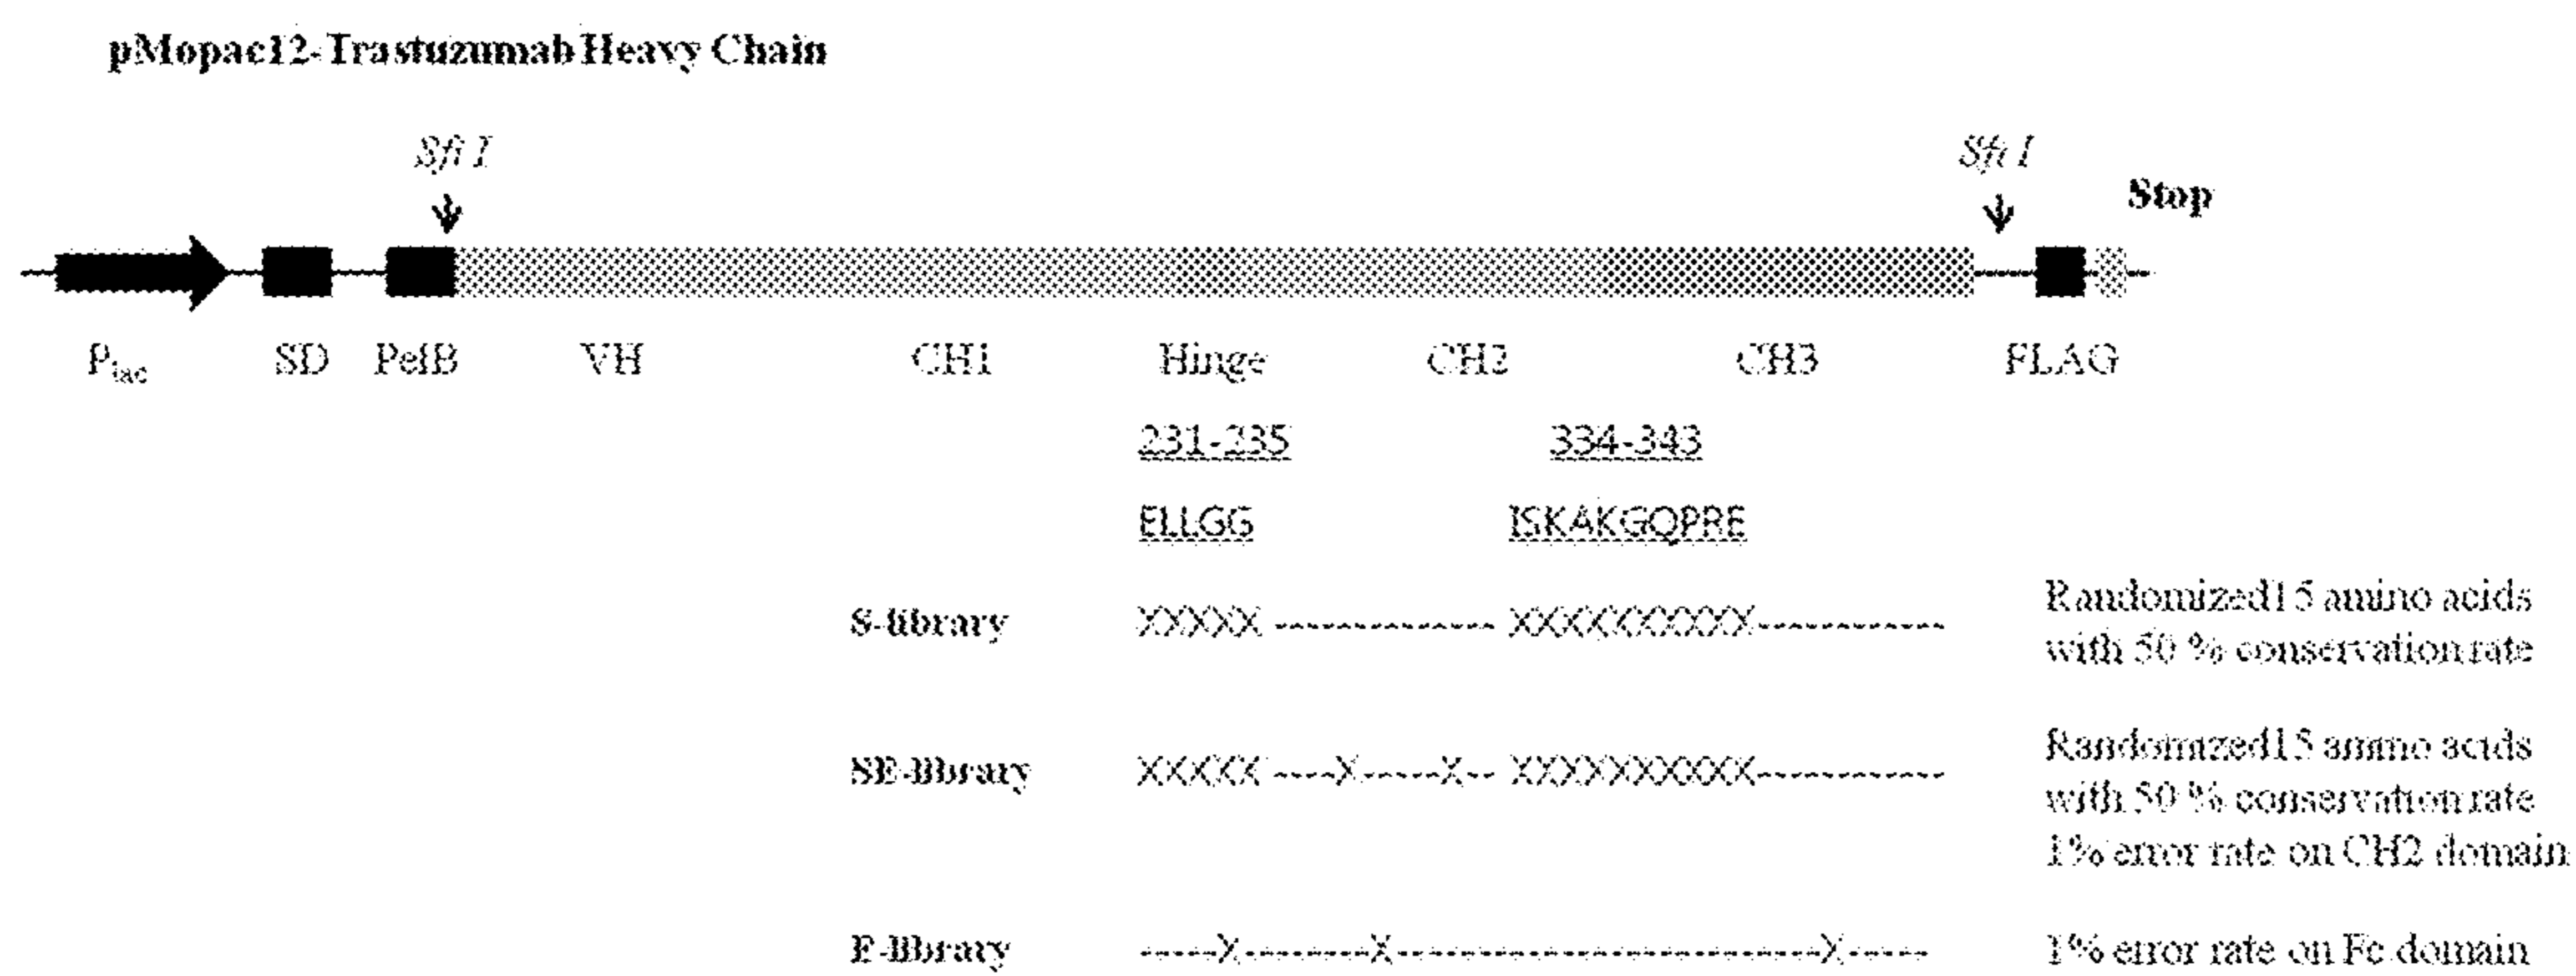 pMopac12-Trastuzumab Heavy Chain
Sfi I
Sfi I
Stop
Plac SD PelB VH CH1 Hinge CH2 CH3 FLAG
231-235 334-343
ELLGG ISKAKGQPRE
S-library XXXXX ------------- XXXXXXXXXX----------- Randomized15 amino acids
with 50 % conservation rate
SE-library XXXXX ----X-----X-- XXXXXXXXXX----------- Randomized15 amino acids
with 50 % conservation rate
1% error rate on CH2 domain
E-library -----X--------X--------------------------X----- 1% error rate on Fc domain